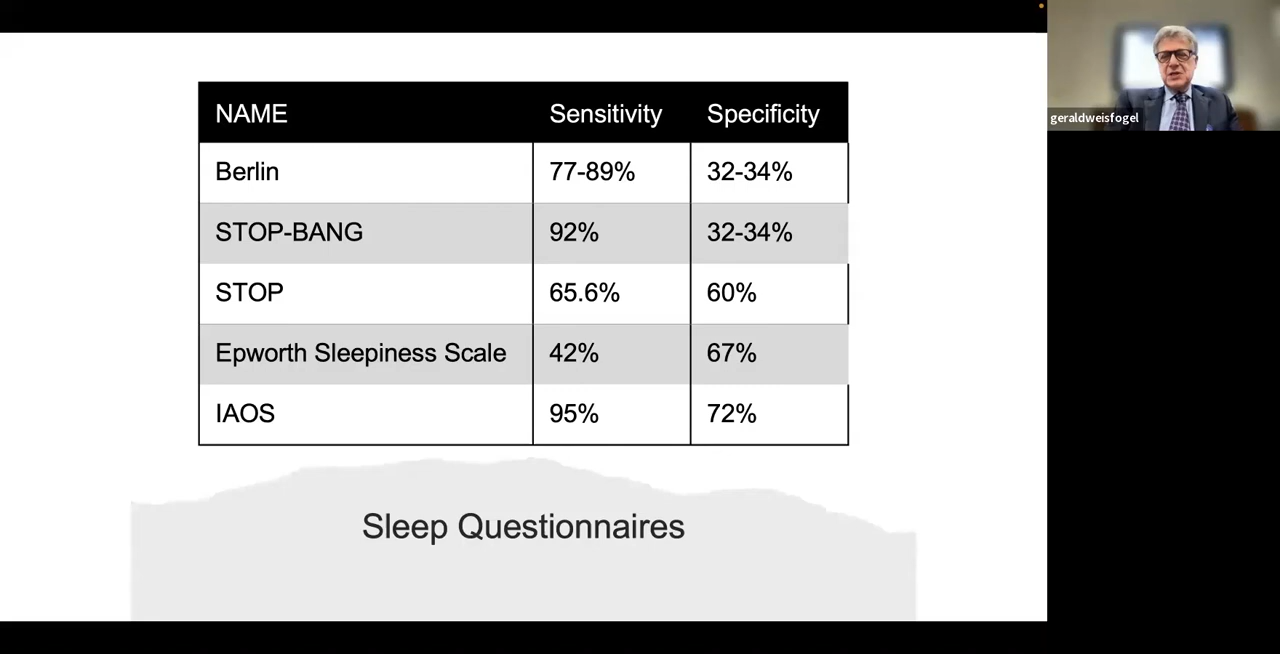 NAME Sensitivity Specificity
Berlin 77-89% 32-34%
STOP-BANG 92% 32-34%
STOP 65.6% 60%
Epworth Sleepiness Scale 42% 67%
IAOS 95% 72%
Sleep Questionnaires
geraldweisfogel